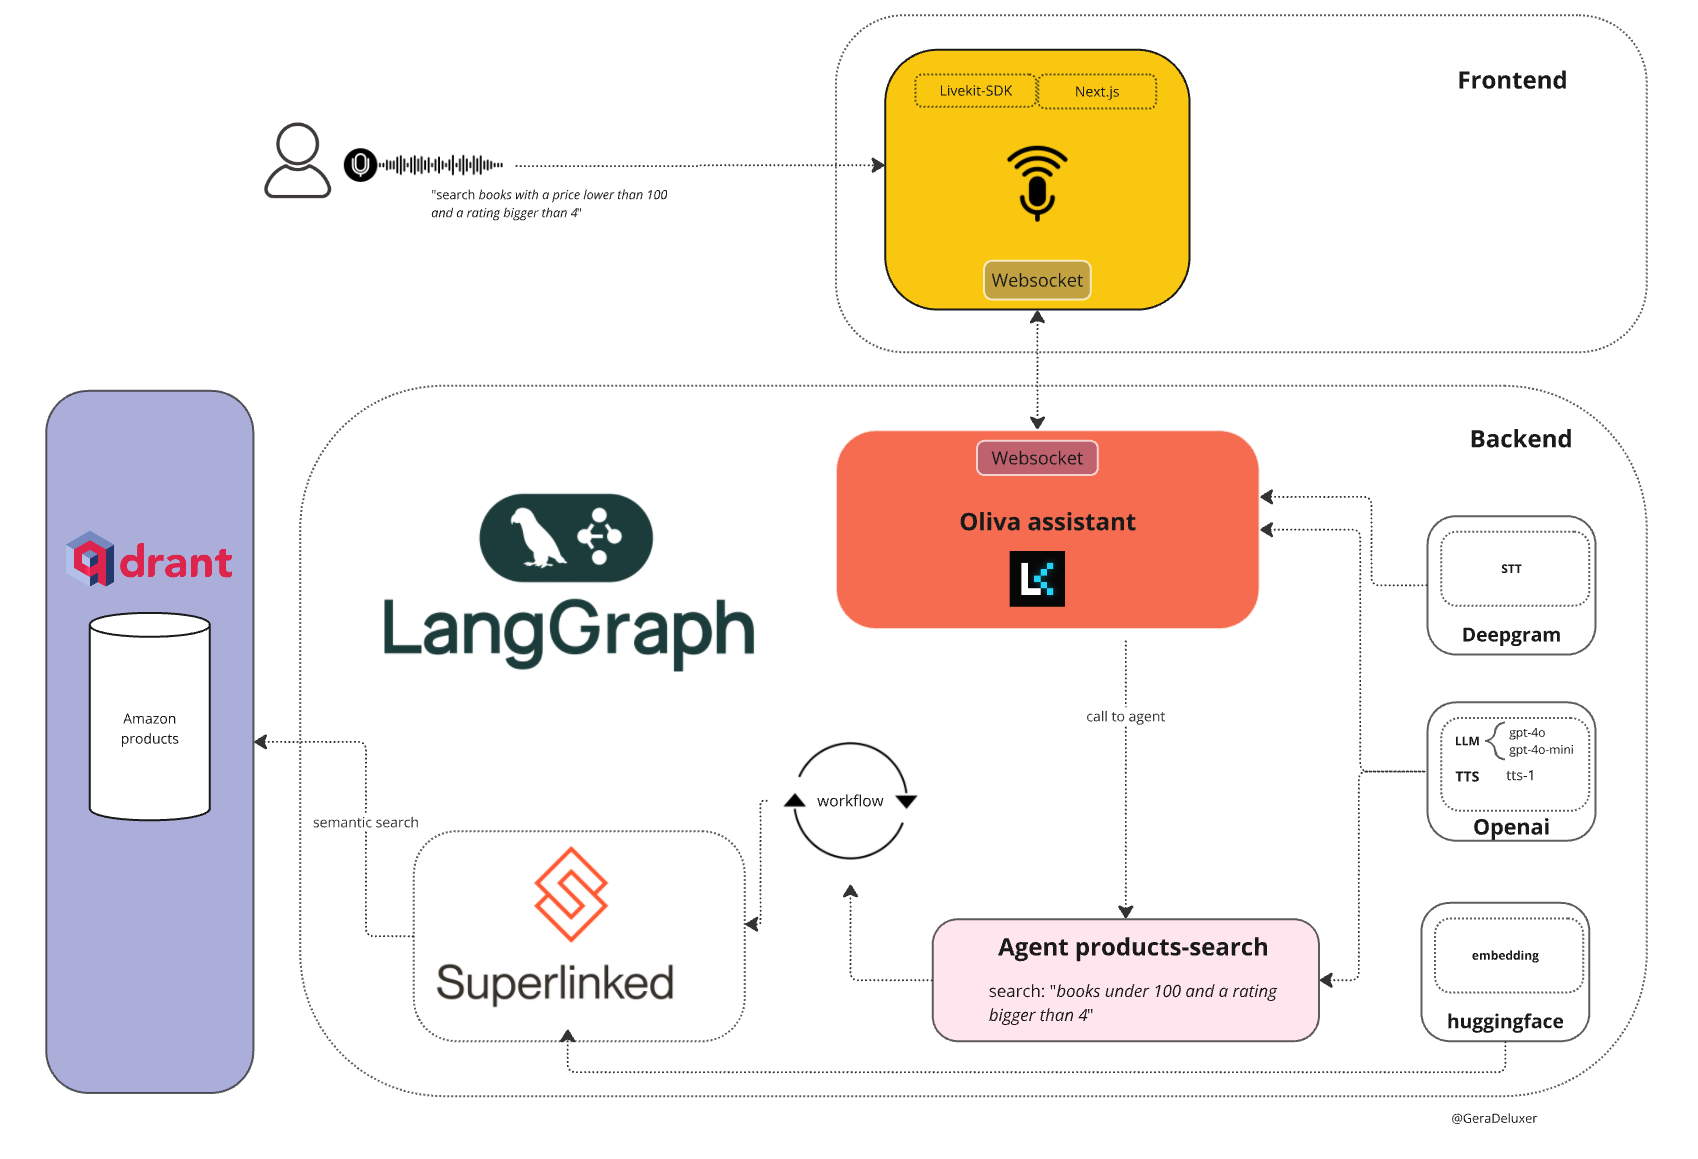 Frontend
Livekit-SDK
Next.js
"search books with a price lower than 100
and a rating bigger than 4"
Websocket
Backend
Websocket
Oliva assistant
qdrant
Amazon
products
LangGraph
STT
Deepgram
call to agent
LLM
gpt-4o
gpt-4o-mini
TTS
tts-1
Openai
workflow
semantic search
Superlinked
Agent products-search
search: "books under 100 and a rating
bigger than 4"
embedding
huggingface
@GeraDeluxer